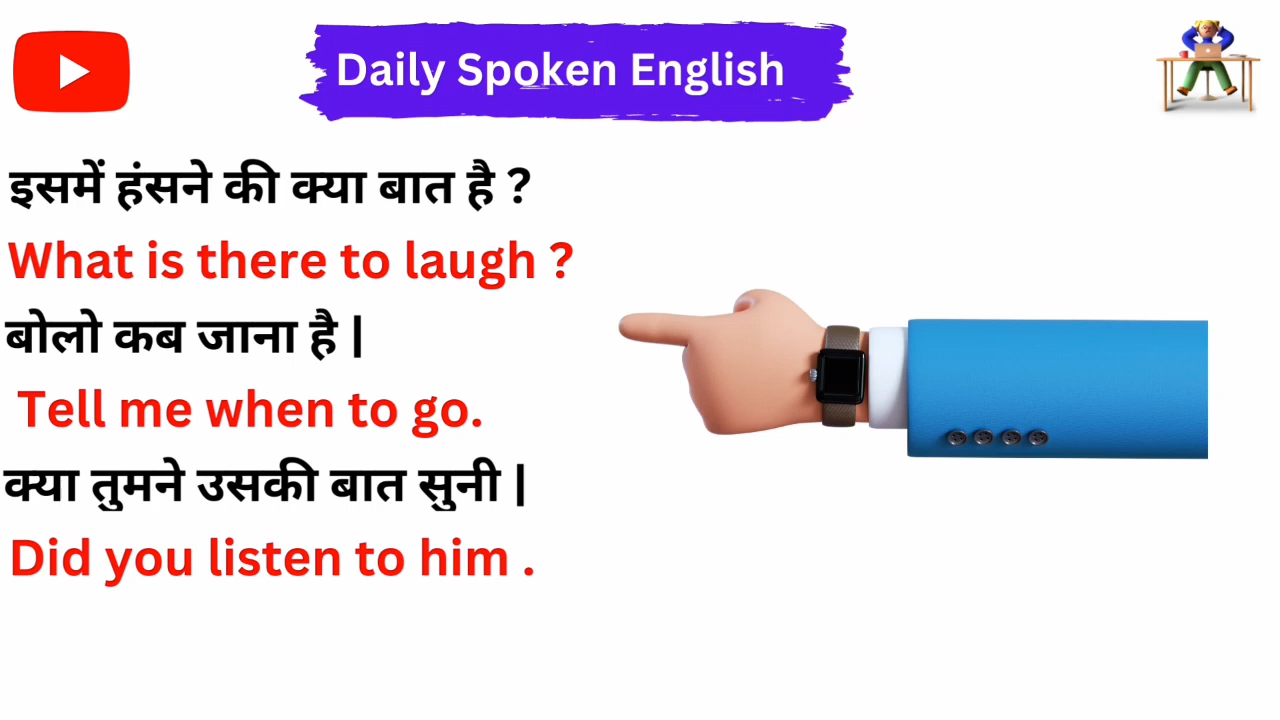 Daily Spoken English
इसमें हंसने की क्या बात है ?
What is there to laugh ?
बोलो कब जाना है |
Tell me when to go.
क्या तुमने उसकी बात सुनी |
Did you listen to him .